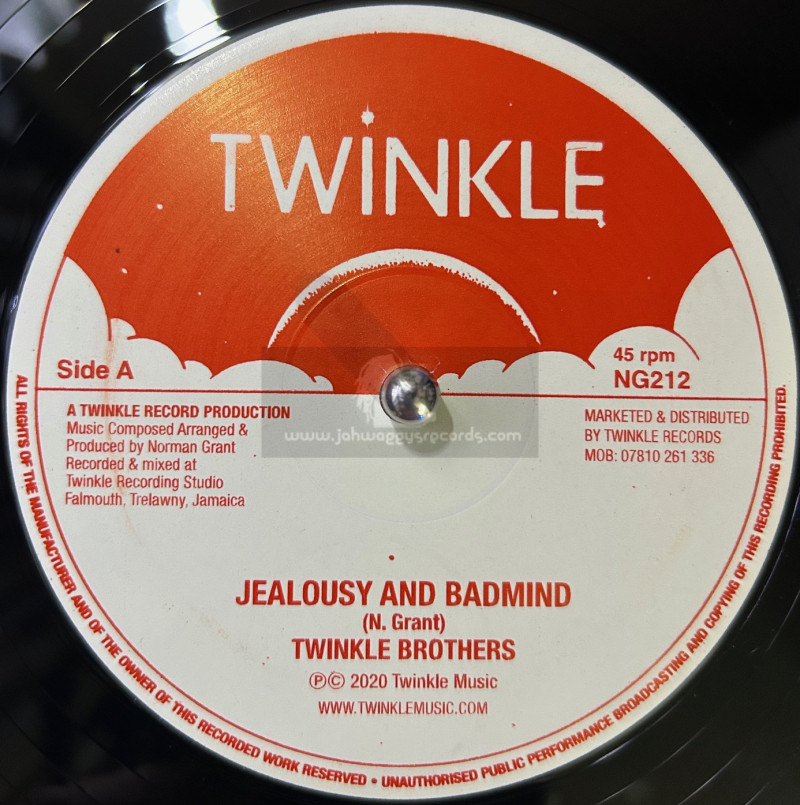 TWINKLE
Side A
45 rpm
NG212
A TWINKLE RECORD PRODUCTION
Music Composed Arranged &
Produced by Norman Grant
Recorded & mixed at
Twinkle Recording Studio
Falmouth, Trelawny, Jamaica
MARKETED & DISTRIBUTED
BY TWINKLE RECORDS
MOB: 07810 261 336
www.jahwaggysrecords.com
JEALOUSY AND BADMIND
(N. Grant)
TWINKLE BROTHERS
℗© 2020 Twinkle Music
WWW.TWINKLEMUSIC.COM
ALL RIGHTS OF THE MANUFACTURER AND OF THE OWNER OF THIS RECORDED WORK RESERVED • UNAUTHORISED PUBLIC PERFORMANCE BROADCASTING AND COPYING OF THIS RECORDING PROHIBITED.